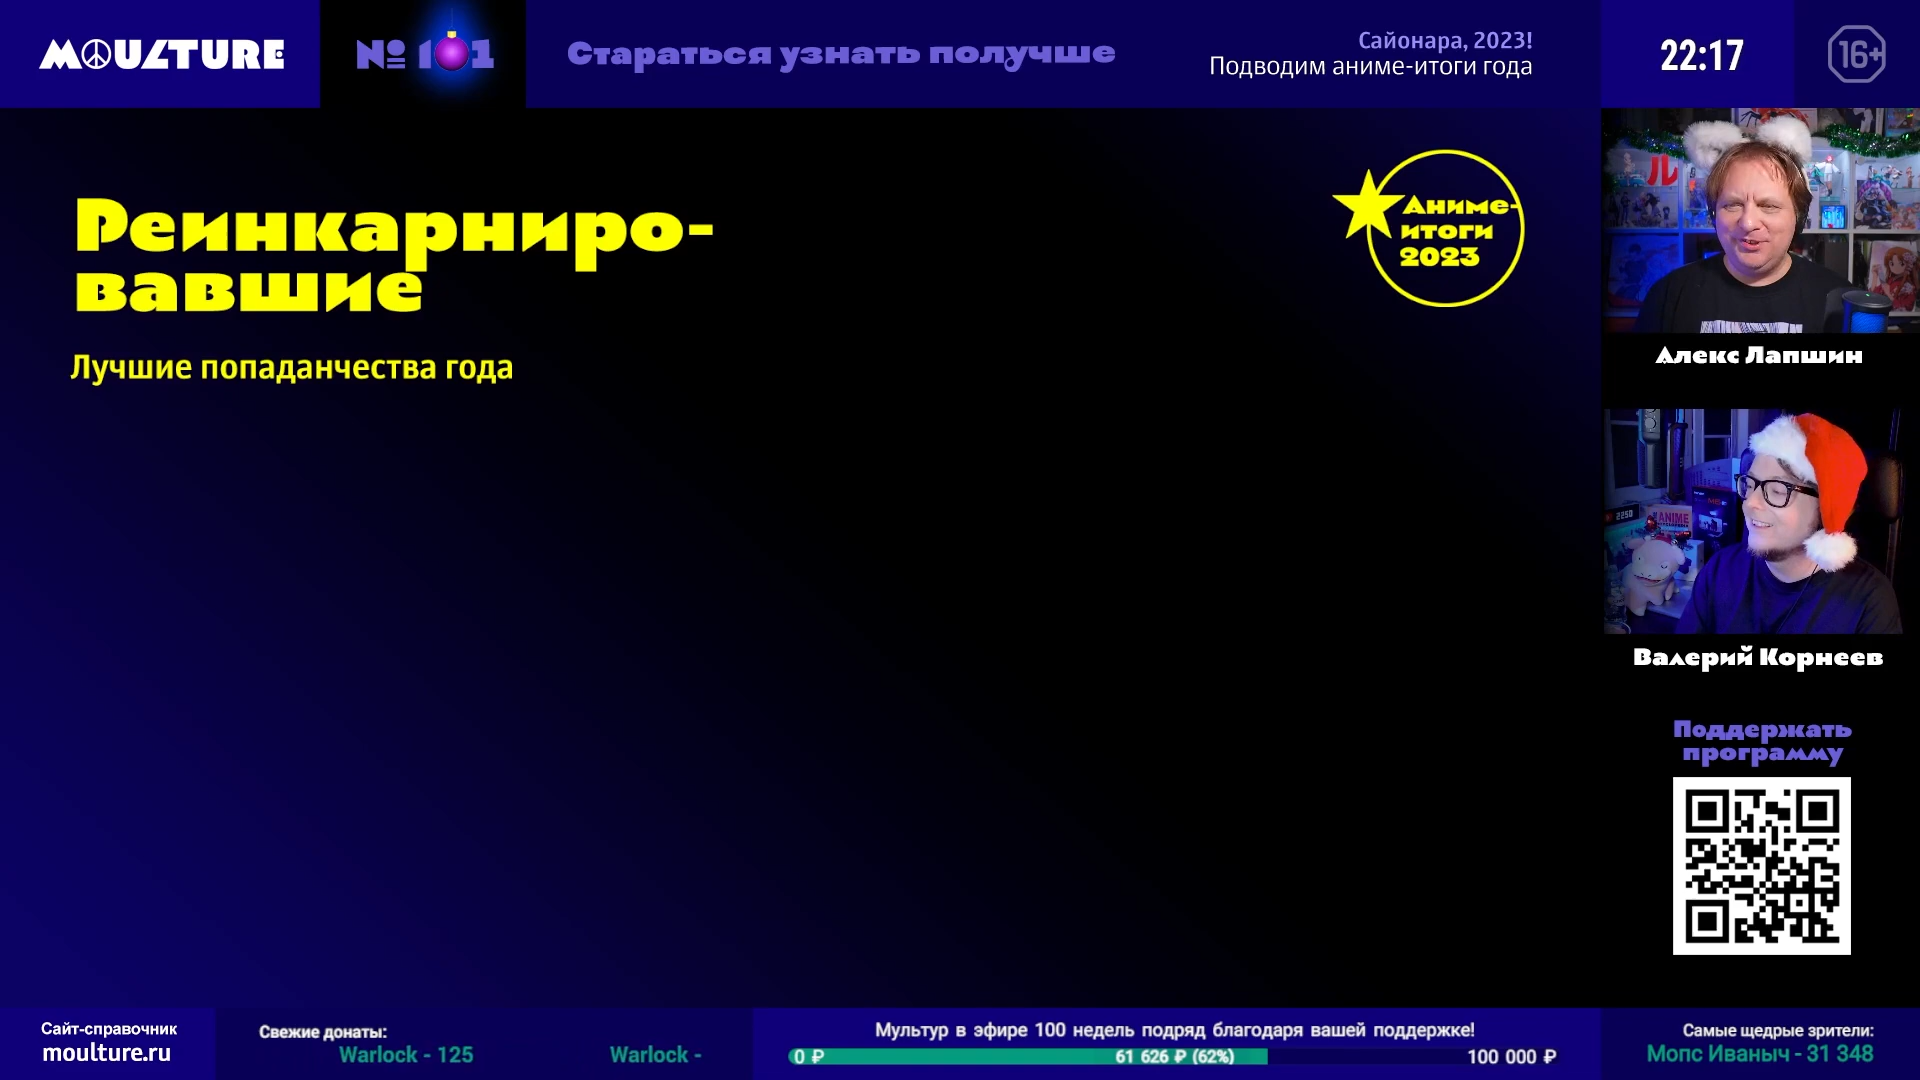 MOULTURE
№ 101
Стараться узнать получше
Сайонара, 2023!
Подводим аниме-итоги года
22:17
16+
Реинкарниро-
вавшие
Лучшие попаданчества года
Аниме-
итоги
2023
Алекс Лапшин
ANIME
Валерий Корнеев
Поддержать
программу
Сайт-справочник
moulture.ru
Свежие донаты:
Warlock - 125
Warlock -
Мультур в эфире 100 недель подряд благодаря вашей поддержке!
0 ₽
61 626 ₽ (62%)
100 000 ₽
Самые щедрые зрители:
Мопс Иваныч - 31 348